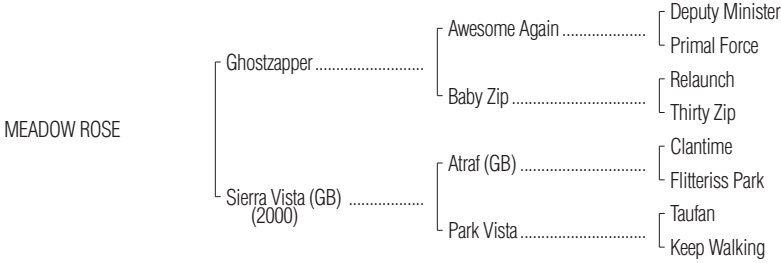 Deputy Minister
Awesome Again ....................
Primal Force
Ghostzapper ..........................
Relaunch
Baby Zip ................................
Thirty Zip
MEADOW ROSE
Clantime
Atraf (GB) ..............................
Flitteriss Park
Sierra Vista (GB) ..................
(2000)
Taufan
Park Vista ..............................
Keep Walking